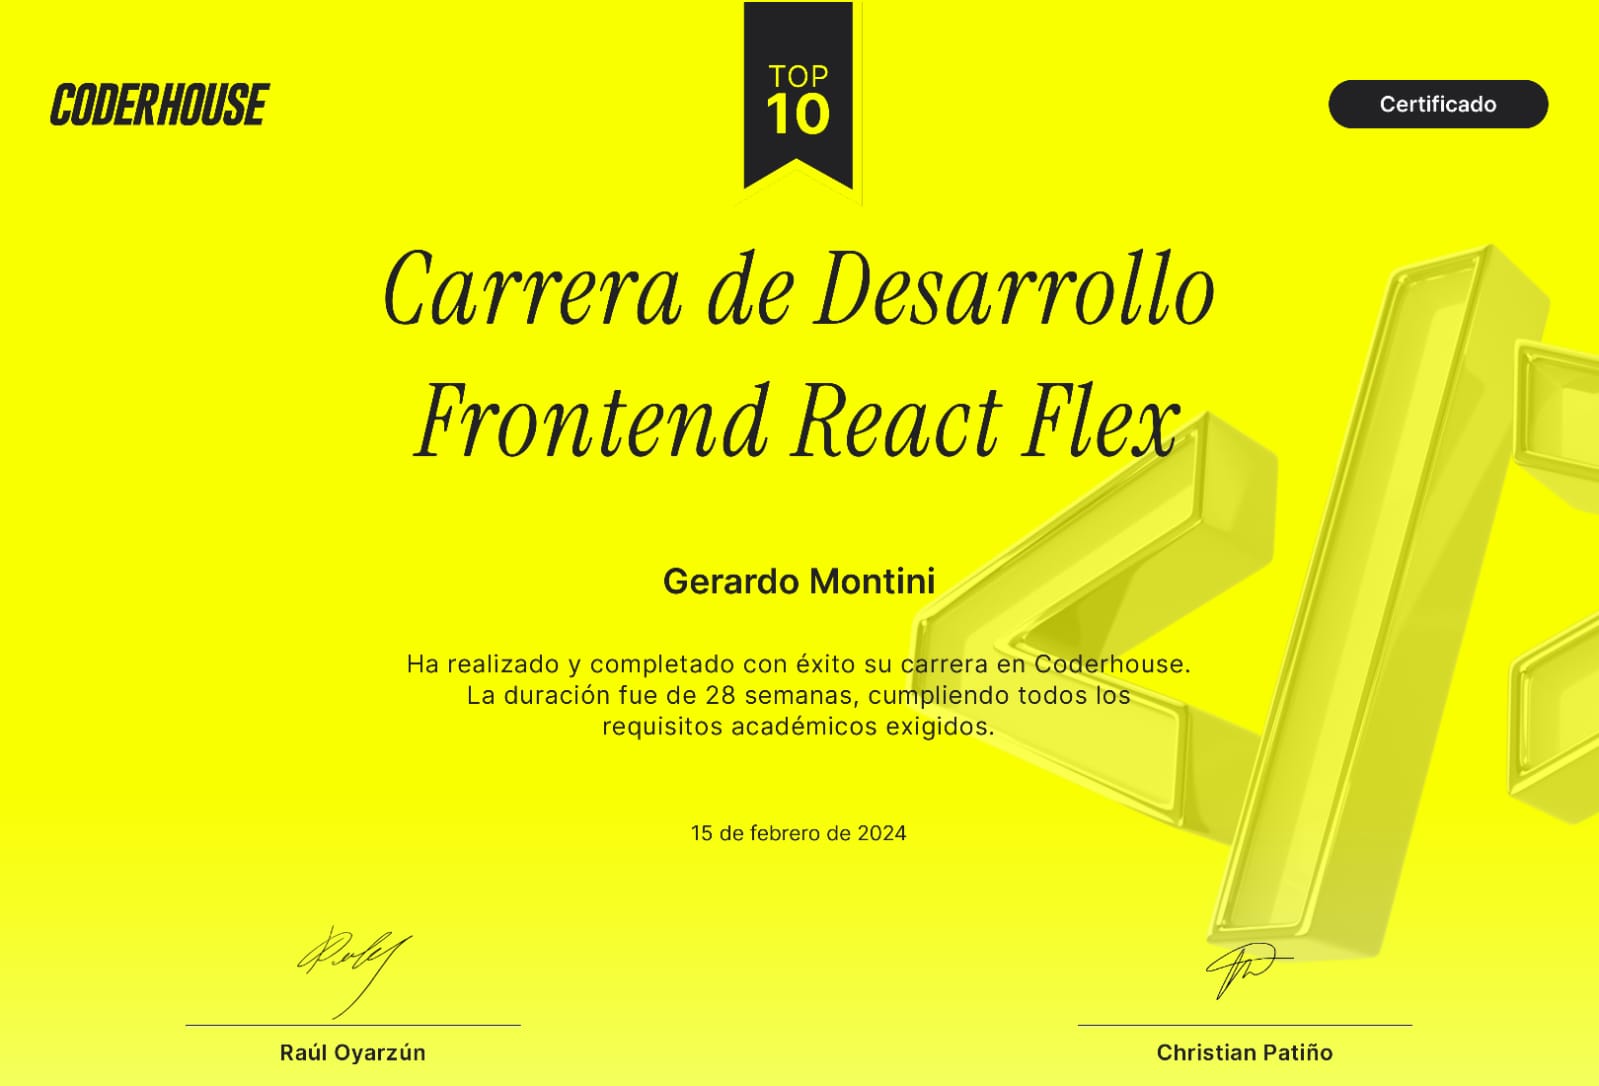 CODERHOUSE
TOP
10
Certificado
Carrera de Desarrollo
Frontend React Flex
Gerardo Montini
Ha realizado y completado con éxito su carrera en Coderhouse.
La duración fue de 28 semanas, cumpliendo todos los
requisitos académicos exigidos.
15 de febrero de 2024
Raúl Oyarzún
Christian Patiño